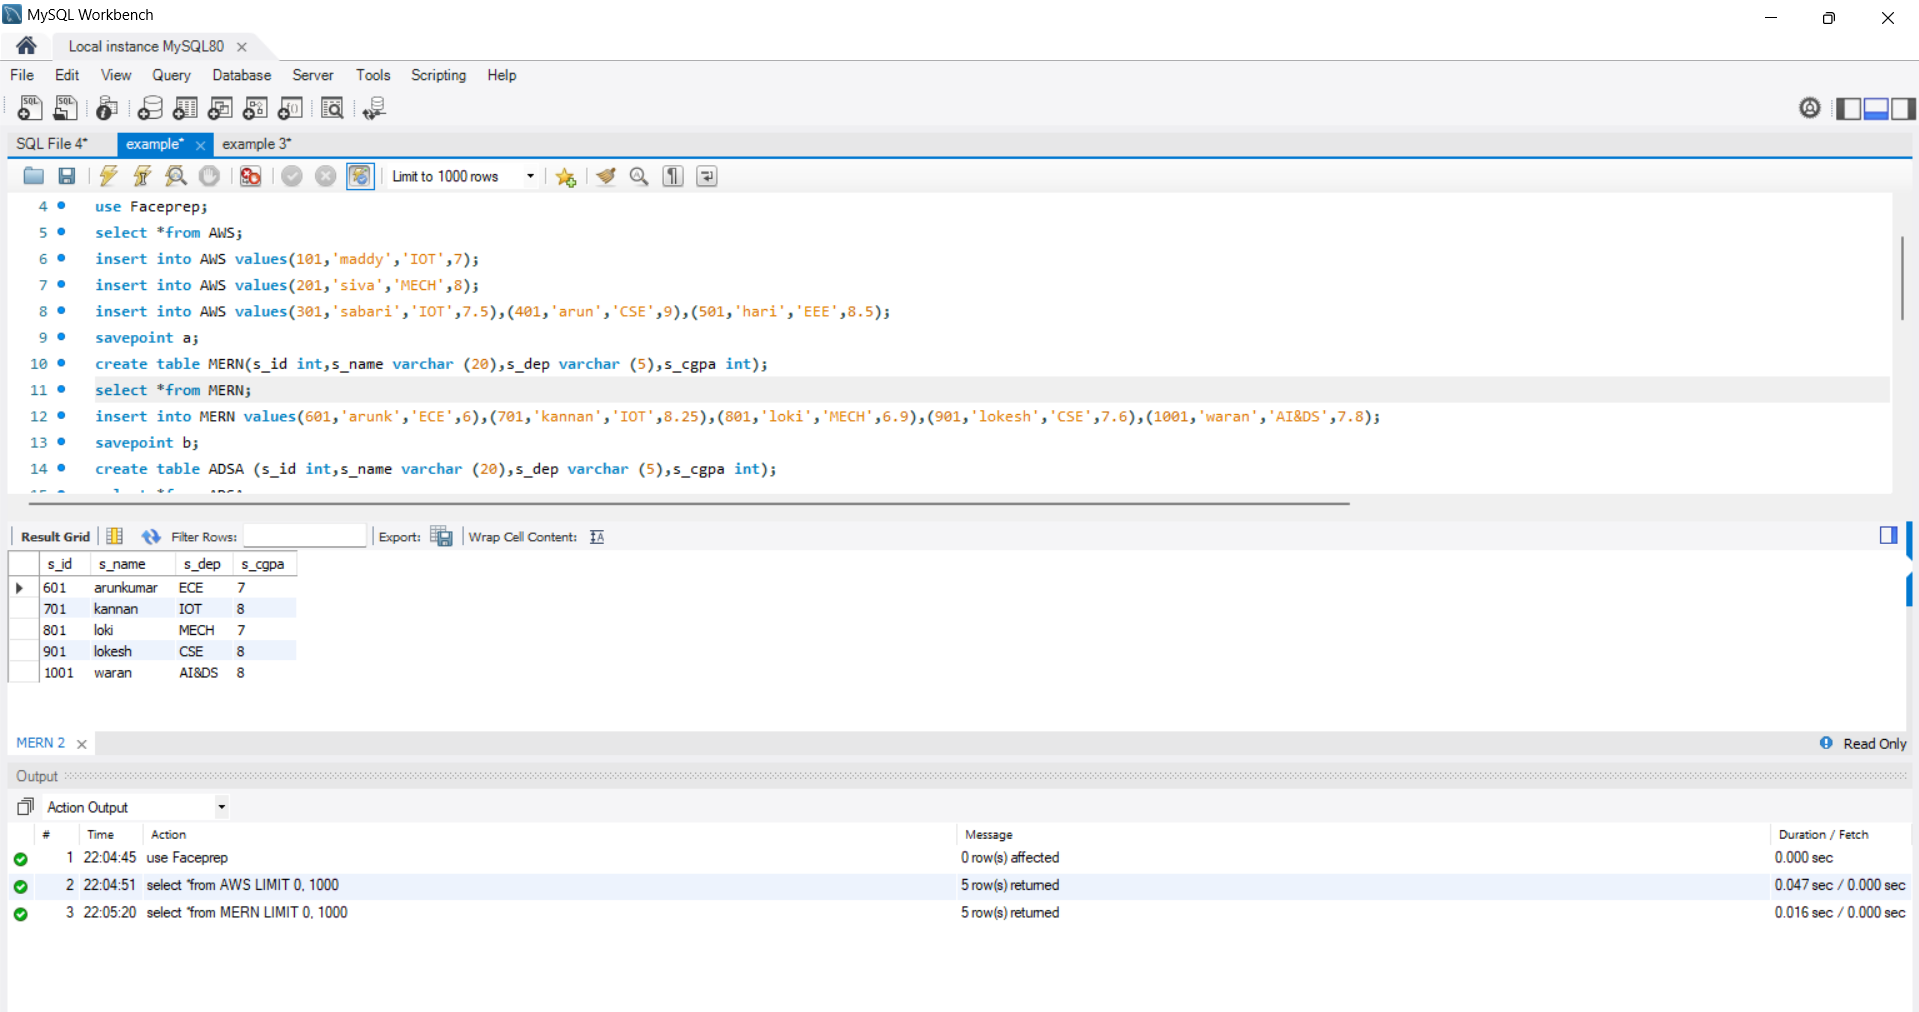 MySQL Workbench
Local instance MySQL80
File Edit View Query Database Server Tools Scripting Help
SQL File 4* example* example 3*
Limit to 1000 rows
4 use Faceprep;
5 select *from AWS;
6 insert into AWS values(101,'maddy','IOT',7);
7 insert into AWS values(201,'siva','MECH',8);
8 insert into AWS values(301,'sabari','IOT',7.5),(401,'arun','CSE',9),(501,'hari','EEE',8.5);
9 savepoint a;
10 create table MERN(s_id int,s_name varchar (20),s_dep varchar (5),s_cgpa int);
11 select *from MERN;
12 insert into MERN values(601,'arunk','ECE',6),(701,'kannan','IOT',8.25),(801,'loki','MECH',6.9),(901,'lokesh','CSE',7.6),(1001,'waran','AI&DS',7.8);
13 savepoint b;
14 create table ADSA (s_id int,s_name varchar (20),s_dep varchar (5),s_cgpa int);
Result Grid Filter Rows: Export: Wrap Cell Content:
s_id s_name s_dep s_cgpa
601 arunkumar ECE 7
701 kannan IOT 8
801 loki MECH 7
901 lokesh CSE 8
1001 waran AI&DS 8
MERN 2 Read Only
Output
Action Output
# Time Action Message Duration / Fetch
1 22:04:45 use Faceprep 0 row(s) affected 0.000 sec
2 22:04:51 select *from AWS LIMIT 0, 1000 5 row(s) returned 0.047 sec / 0.000 sec
3 22:05:20 select *from MERN LIMIT 0, 1000 5 row(s) returned 0.016 sec / 0.000 sec